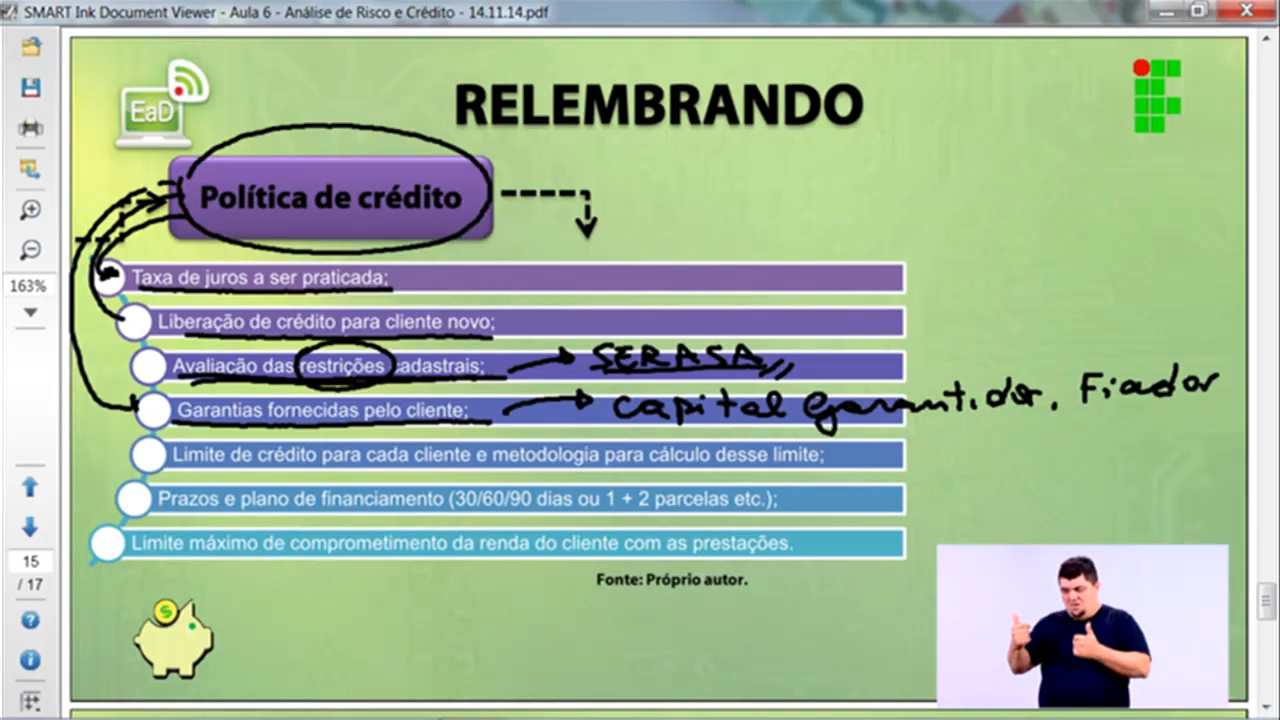 SMART Ink Document Viewer - Aula 6 - Análise de Risco e Crédito - 14.11.14.pdf
EaD
RELEMBRANDO
Política de crédito
163%
Taxa de juros a ser praticada;
Liberação de crédito para cliente novo;
Avaliação das restrições cadastrais; SERASA
Garantias fornecidas pelo cliente; capital garantidor. Fiador
Limite de crédito para cada cliente e metodologia para cálculo desse limite;
Prazos e plano de financiamento (30/60/90 dias ou 1 + 2 parcelas etc.);
Limite máximo de comprometimento da renda do cliente com as prestações.
15
/ 17
Fonte: Próprio autor.